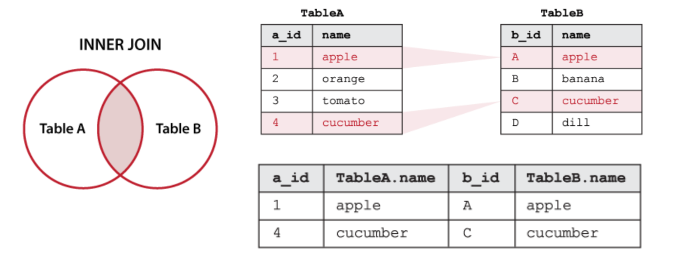 INNER JOIN
Table A
Table B
TableA
a_id name
1 apple
2 orange
3 tomato
4 cucumber
TableB
b_id name
A apple
B banana
C cucumber
D dill
a_id TableA.name b_id TableB.name
1 apple A apple
4 cucumber C cucumber